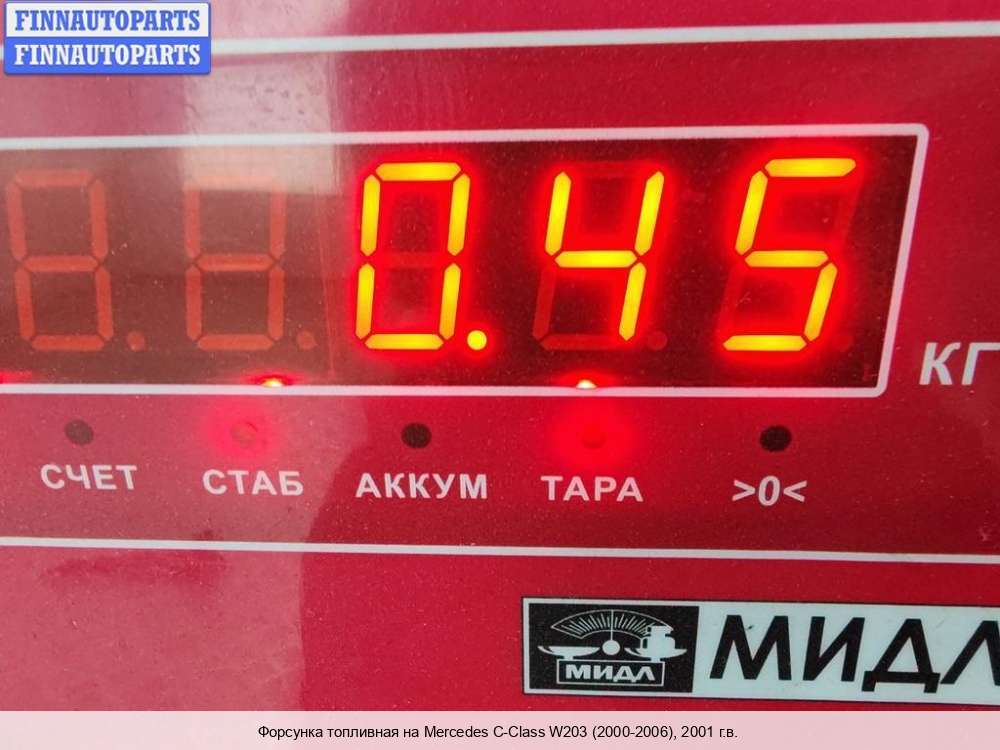 FINNAUTOPARTS
FINNAUTOPARTS
0.45
КГ
СЧЕТ СТАБ АККУМ ТАРА >0<
МИДЛ МИДЛ
Форсунка топливная на Mercedes C-Class W203 (2000-2006), 2001 г.в.